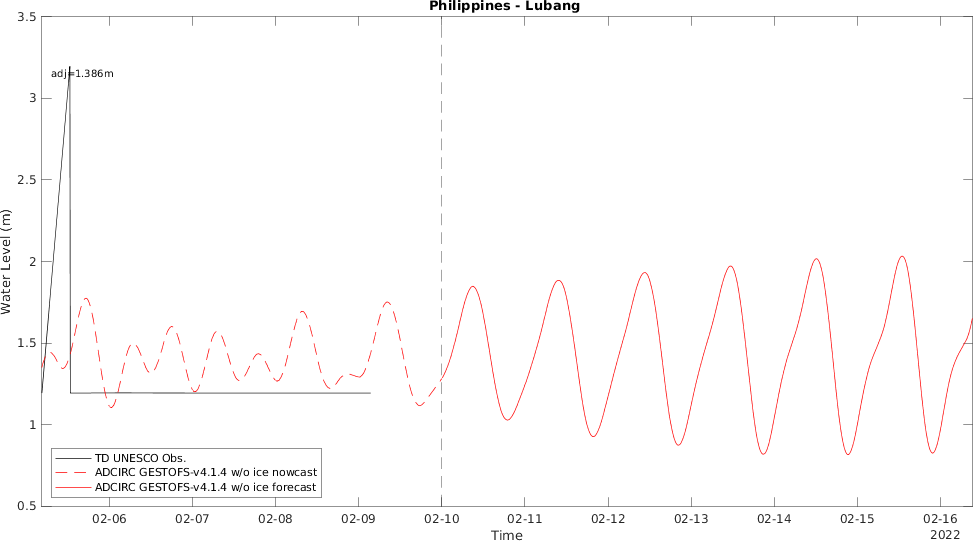 Philippines - Lubang
3.5
adj=1.386m
3
2.5
2
1.5
1
0.5
Water Level (m)
TD UNESCO Obs.
ADCIRC GESTOFS-v4.1.4 w/o ice nowcast
ADCIRC GESTOFS-v4.1.4 w/o ice forecast
02-06 02-07 02-08 02-09 02-10 02-11 02-12 02-13 02-14 02-15 02-16
Time
2022